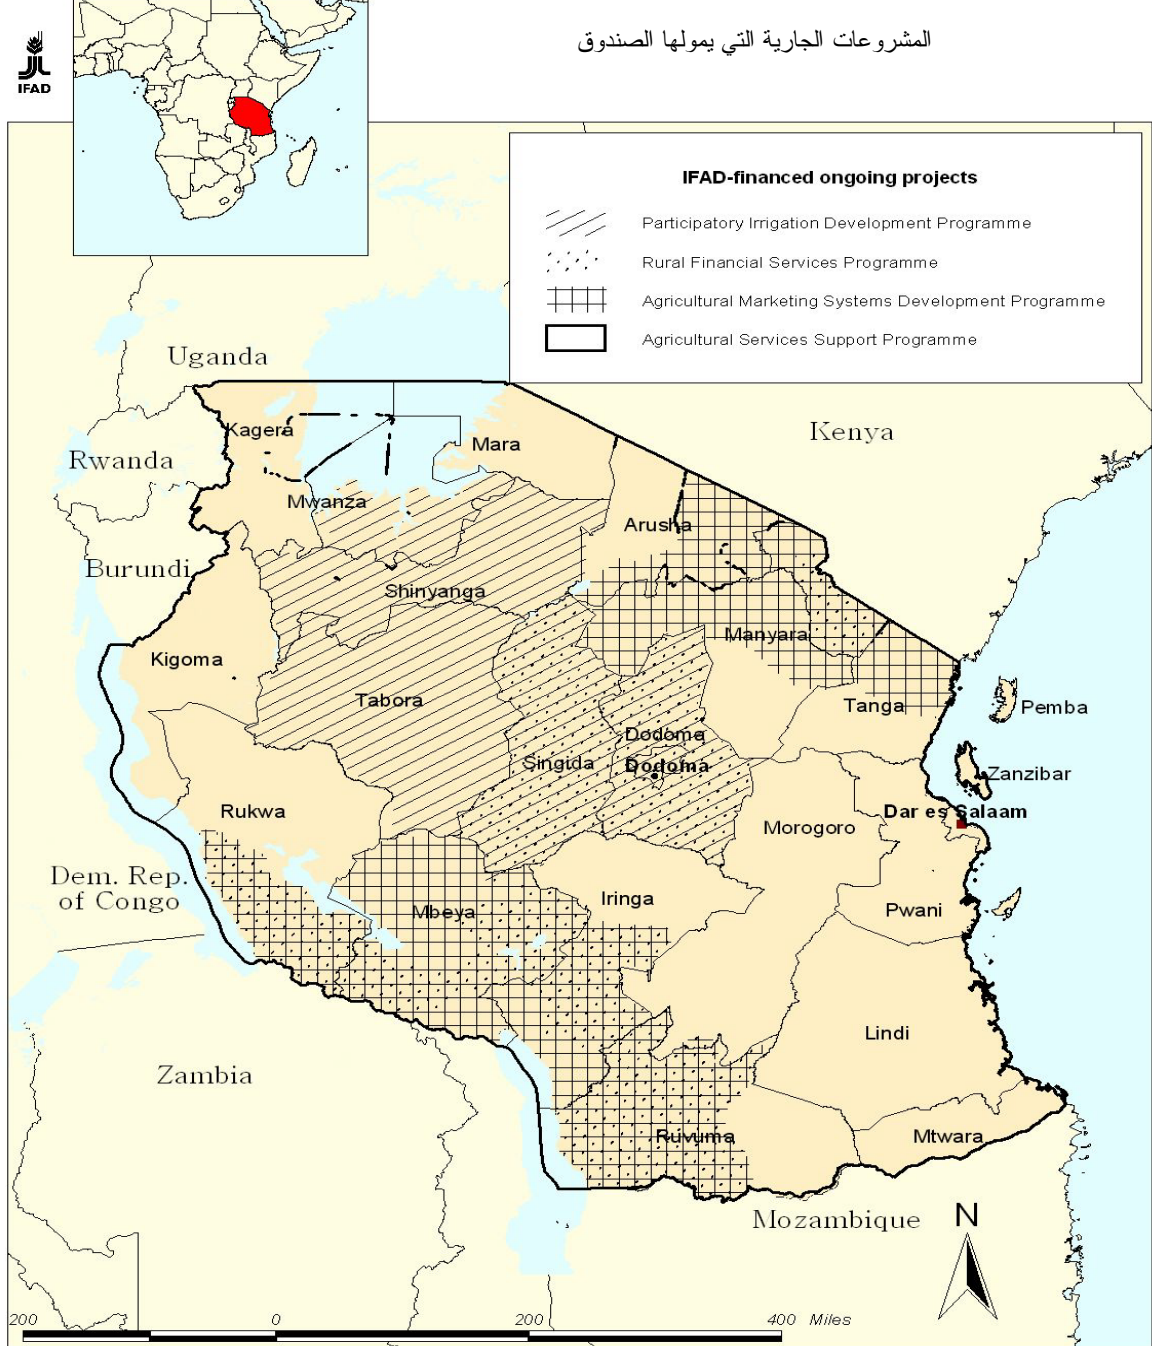 المشروعات الجارية التي يمولها الصندوق
IFAD
IFAD-financed ongoing projects
Participatory Irrigation Development Programme
Rural Financial Services Programme
Agricultural Marketing Systems Development Programme
Agricultural Services Support Programme
Uganda
Kagera
Mara
Kenya
Rwanda
Mwanza
Arusha
Burundi
Shinyanga
Manyara
Kigoma
Tabora
Tanga
Pemba
Dodoma
Singida
Dodoma
Zanzibar
Rukwa
Dar es Salaam
Morogoro
Dem. Rep.
of Congo
Iringa
Mbeya
Pwani
Lindi
Zambia
Ruvuma
Mtwara
Mozambique
N
200 0 200 400 Miles